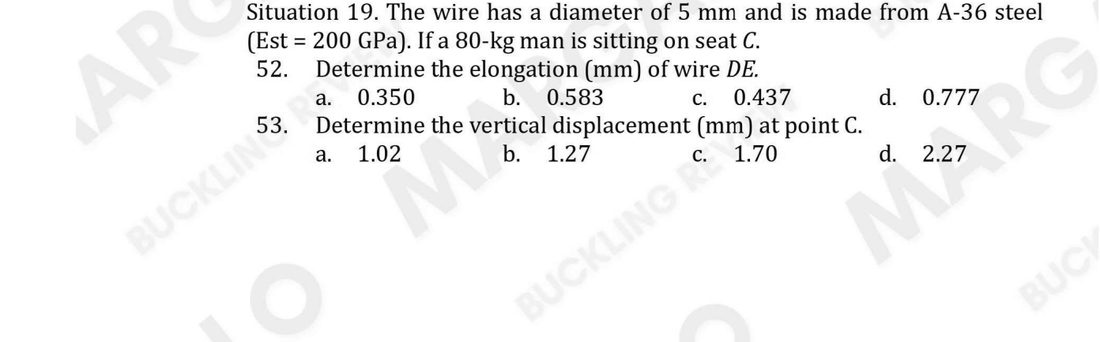 Situation 19. The wire has a diameter of 5 mm and is made from A-36 steel
(Est = 200 GPa). If a 80-kg man is sitting on seat C.
52. Determine the elongation (mm) of wire DE.
a. 0.350 b. 0.583 c. 0.437 d. 0.777
53. Determine the vertical displacement (mm) at point C.
a. 1.02 b. 1.27 c. 1.70 d. 2.27